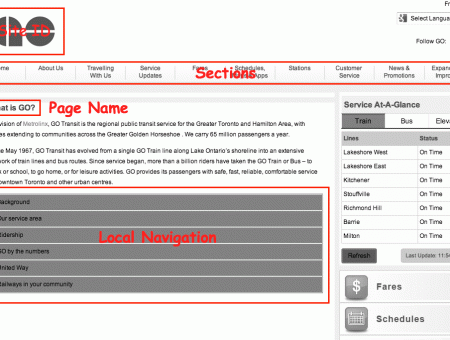 Fr
Select Langua
Site ID
Follow GO:
ome About Us Travelling With Us Service Updates Fares Schedules, Apps Stations Customer Service News & Promotions Expan Impro
Sections
at is GO? Page Name
vision of Metrolinx, GO Transit is the regional public transit service for the Greater Toronto and Hamilton Area, with
es extending to communities across the Greater Golden Horseshoe . We carry 65 million passengers a year.
e May 1967, GO Transit has evolved from a single GO Train line along Lake Ontario's shoreline into an extensive
work of train lines and bus routes. Since service began, more than a billion riders have taken the GO Train or Bus – to
or school, to go home, or for leisure activities. GO provides its passengers with safe, fast, reliable, comfortable service
owntown Toronto and other urban centres.
Background
Our service area
Ridership
GO by the numbers
United Way
Railways in your community
Local Navigation
Service At-A-Glance
Train Bus Eleva
Lines Status
Lakeshore West On Time
Lakeshore East On Time
Kitchener On Time
Stouffville On Time
Richmond Hill On Time
Barrie On Time
Milton On Time
Refresh Last Update: 11:54
$ Fares
Schedules